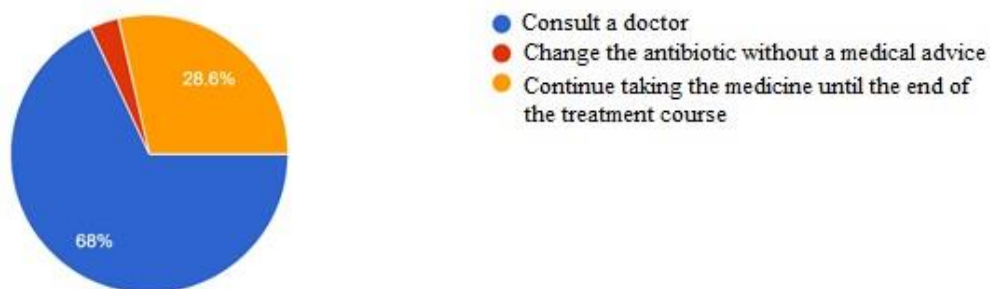 28.6%
68%
Consult a doctor
Change the antibiotic without a medical advice
Continue taking the medicine until the end of
the treatment course